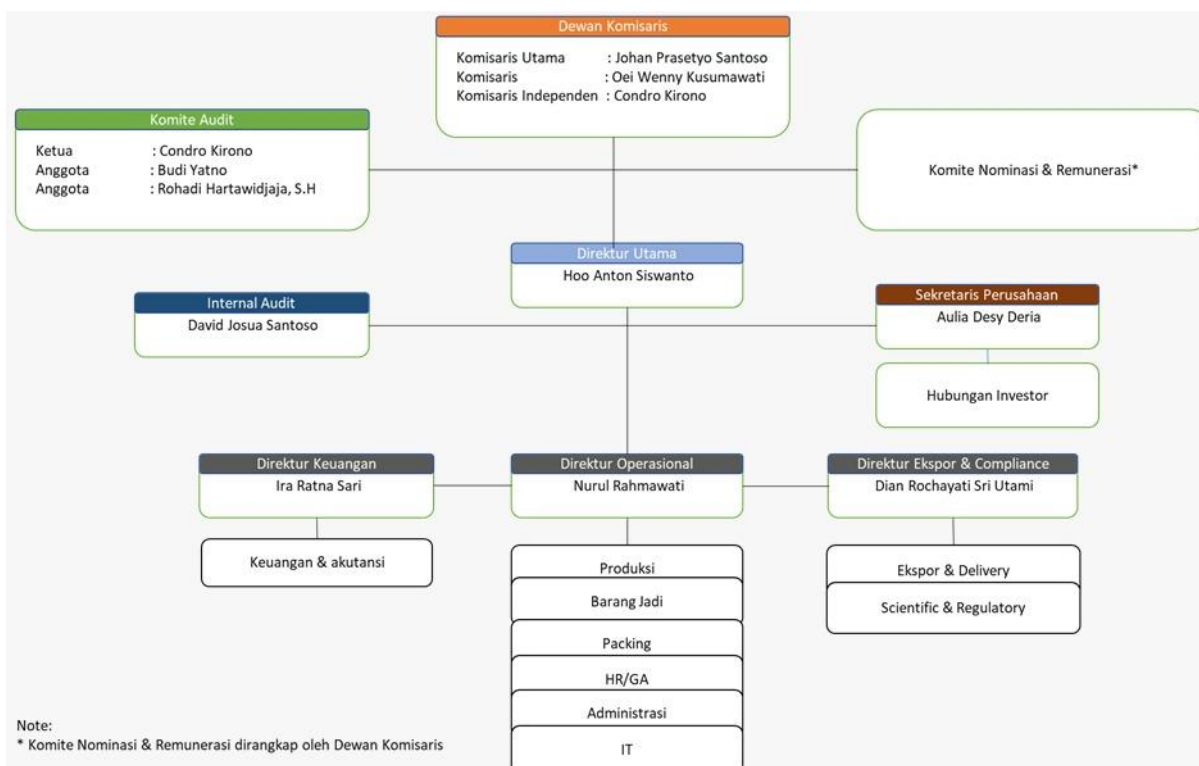 Dewan Komisaris
Komisaris Utama : Johan Prasetyo Santoso
Komisaris : Oei Wenny Kusumawati
Komisaris Independen : Condro Kirono
Komite Audit
Ketua : Condro Kirono
Anggota : Budi Yatno
Anggota : Rohadi Hartawidjaja, S.H
Komite Nominasi & Remunerasi*
Direktur Utama
Hoo Anton Siswanto
Internal Audit
David Josua Santoso
Sekretaris Perusahaan
Aulia Desy Deria
Hubungan Investor
Direktur Keuangan
Ira Ratna Sari
Keuangan & akutansi
Direktur Operasional
Nurul Rahmawati
Produksi
Barang Jadi
Packing
HR/GA
Administrasi
IT
Direktur Ekspor & Compliance
Dian Rochayati Sri Utami
Ekspor & Delivery
Scientific & Regulatory
Note:
* Komite Nominasi & Remunerasi dirangkap oleh Dewan Komisaris